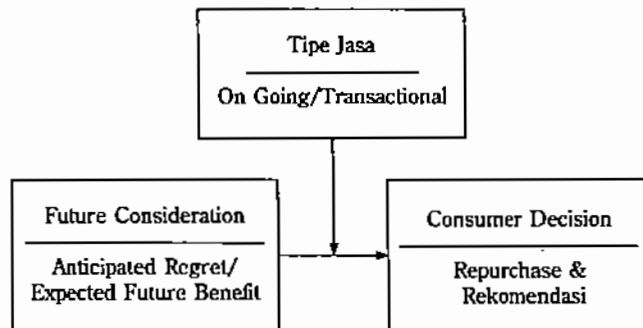 Tipe Jasa
On Going/Transactional
Future Consideration
Anticipated Regret/
Expected Future Benefit
Consumer Decision
Repurchase &
Rekomendasi